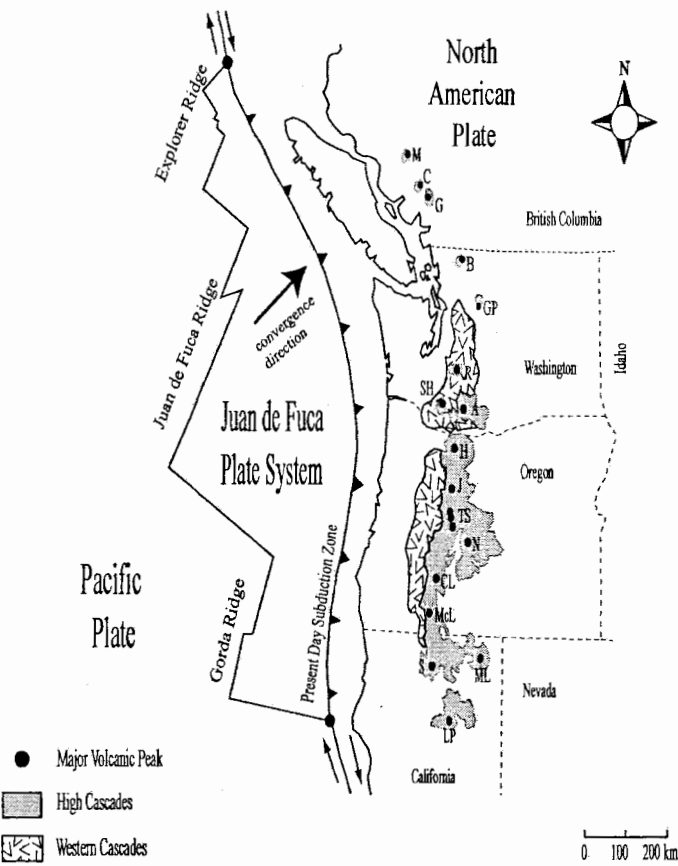 North
American
Plate
N
Explorer Ridge
M
C
G
British Columbia
B
GP
convergence
direction
Juan de Fuca Ridge
Washington
Idaho
R
SH
A
Juan de Fuca
Plate System
H
Oregon
J
TS
N
Present Day Subduction Zone
CL
Pacific
Plate
McL
Gorda Ridge
S
ML
Nevada
LP
Major Volcanic Peak
High Cascades
California
Western Cascades
0 100 200 km